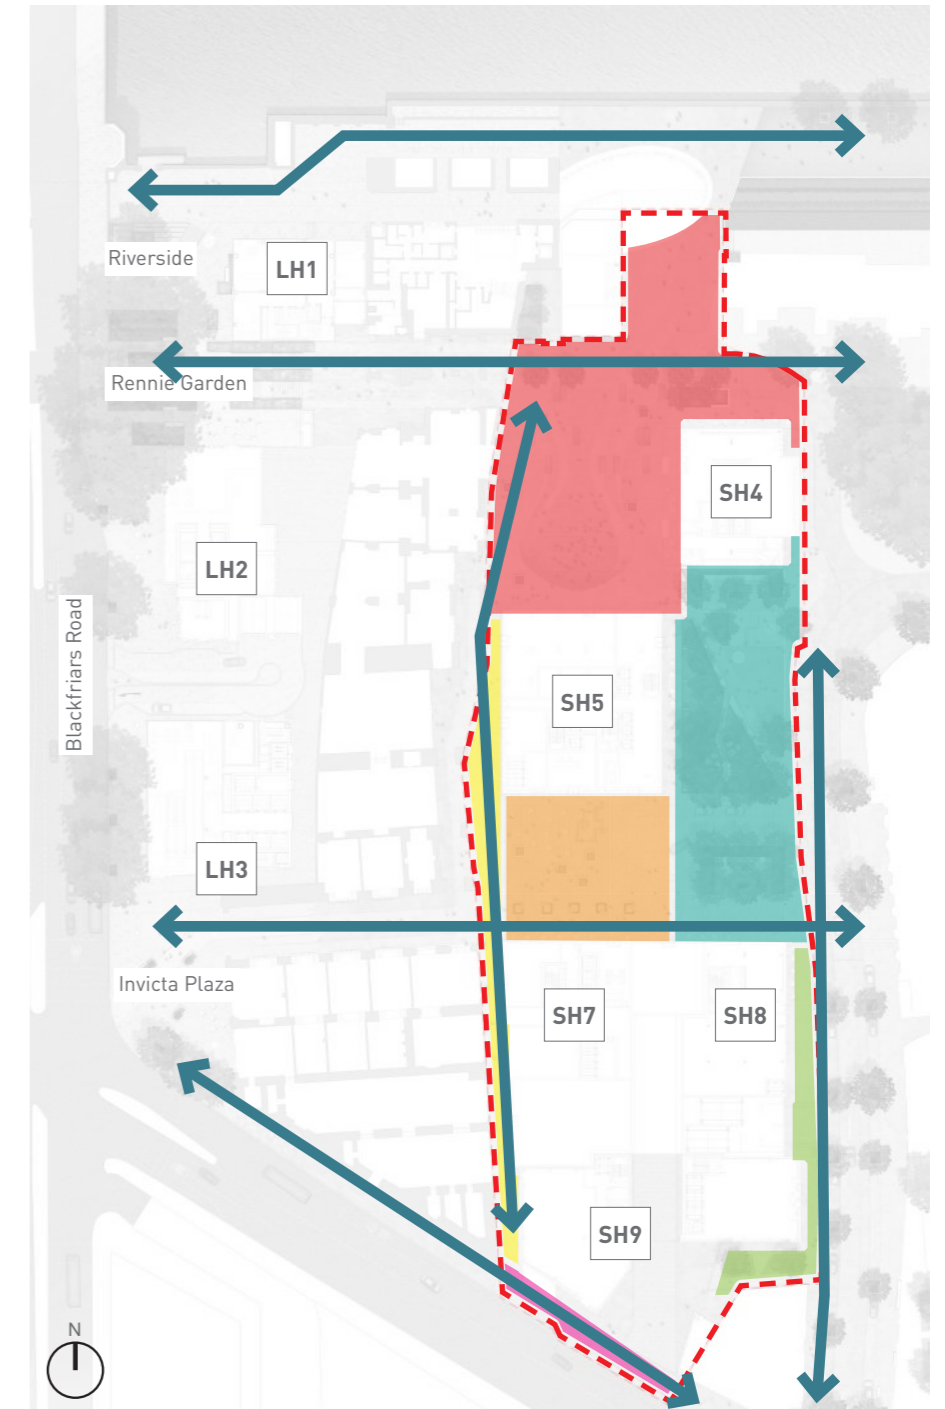 Riverside
LH1
Rennie Garden
SH4
LH2
Blackfriars Road
SH5
LH3
Invicta Plaza
SH7
SH8
SH9
N